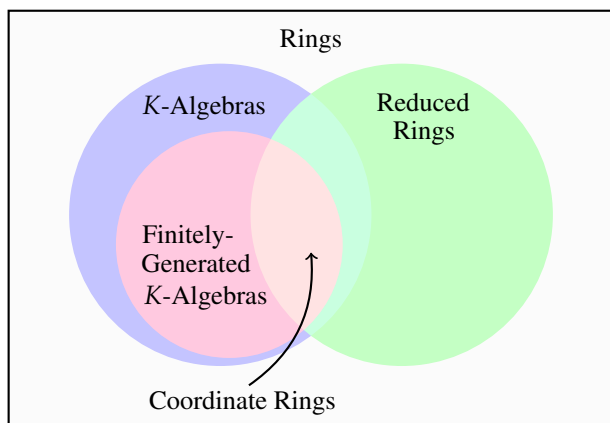 Rings
K-Algebras
Reduced
Rings
Finitely-
Generated
K-Algebras
Coordinate Rings